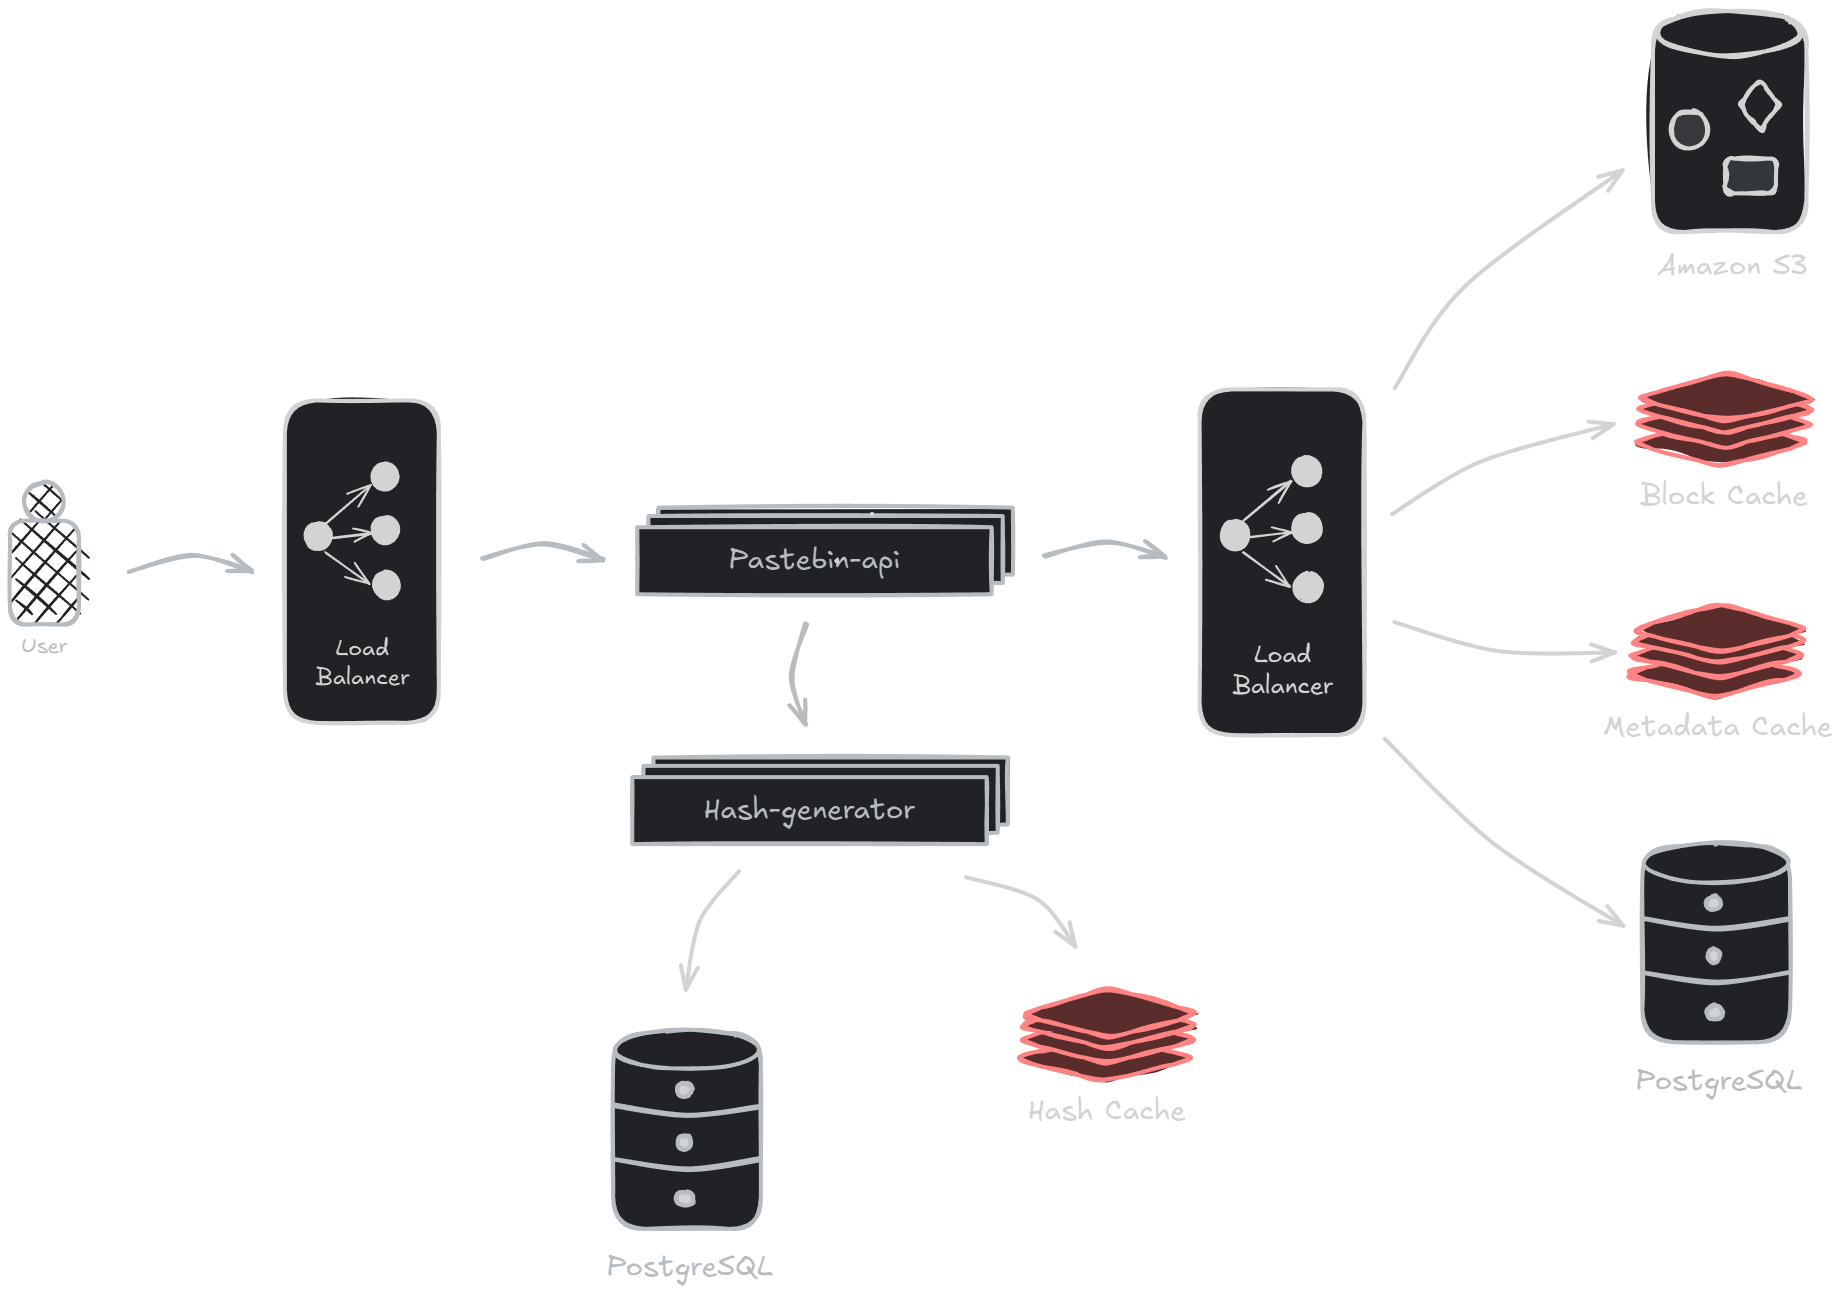 Amazon S3
Block Cache
User
Load
Balancer
Pastebin-api
Load
Balancer
Metadata Cache
Hash-generator
PostgreSQL
Hash Cache
PostgreSQL